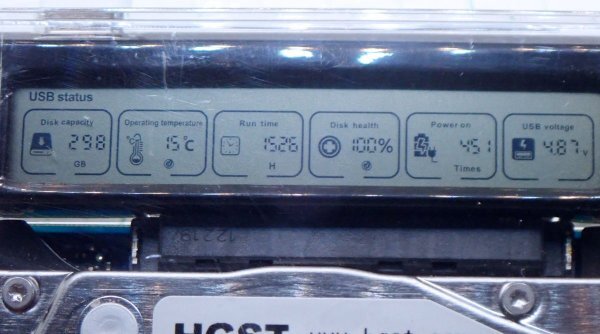 USB status
Disk capacity
298
GB
Operating temperature
15°C
Run time
1526
H
Disk health
100%
Power on
451
Times
USB voltage
4.87 v
HGST